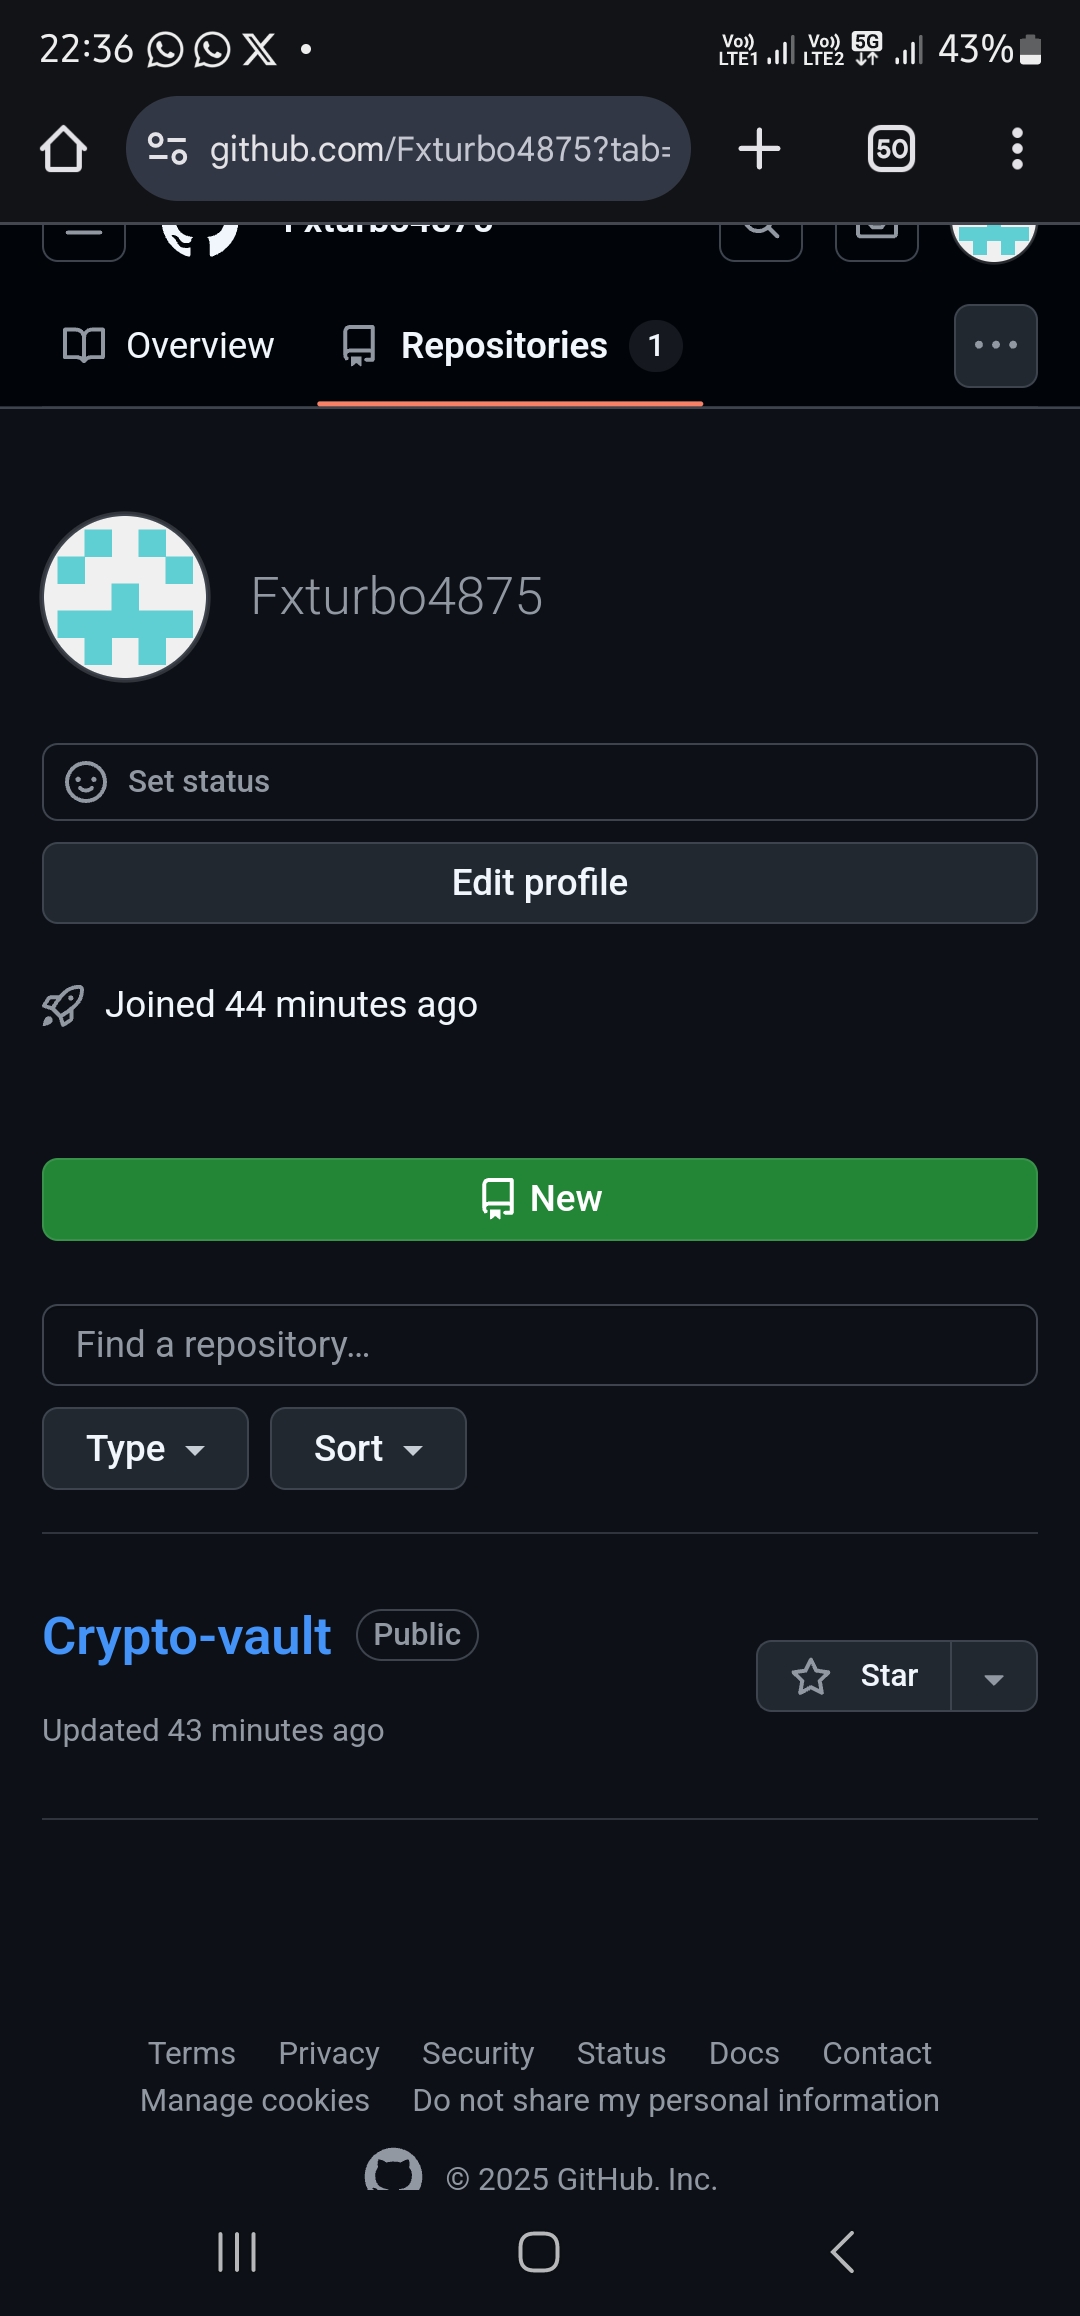 22:36
Vo)) LTE1 Vo)) LTE2 5G 43%
github.com/Fxturbo4875?tab=
50
Fxturbo4875
Overview
Repositories 1
Fxturbo4875
Set status
Edit profile
Joined 44 minutes ago
New
Find a repository…
Type
Sort
Crypto-vault Public
Star
Updated 43 minutes ago
Terms Privacy Security Status Docs Contact
Manage cookies Do not share my personal information
© 2025 GitHub, Inc.